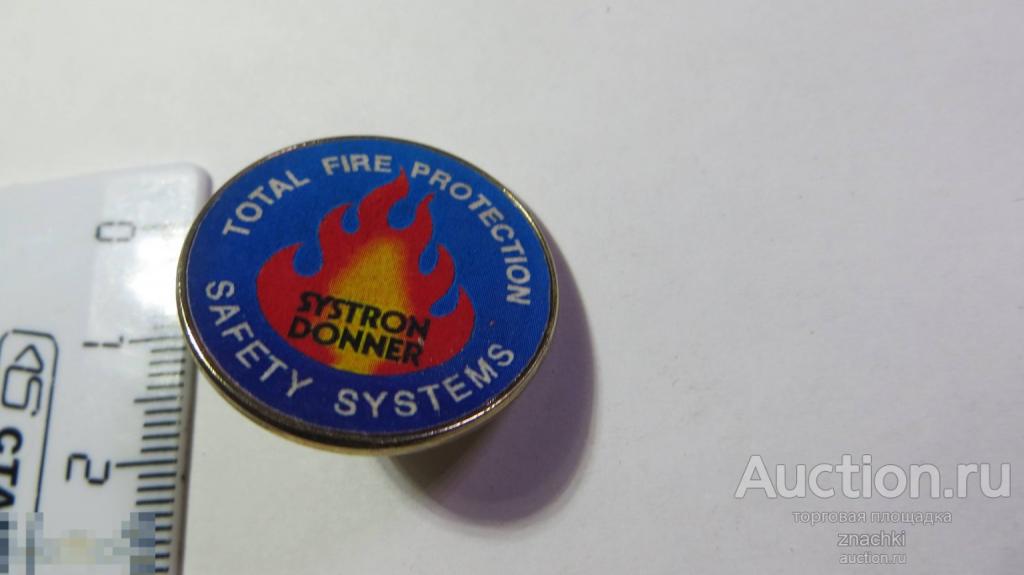 TOTAL FIRE PROTECTION
SYSTRON
DONNER
SAFETY SYSTEMS
0
1
2
Auction.ru
торговая площадка
znachki
auction.ru